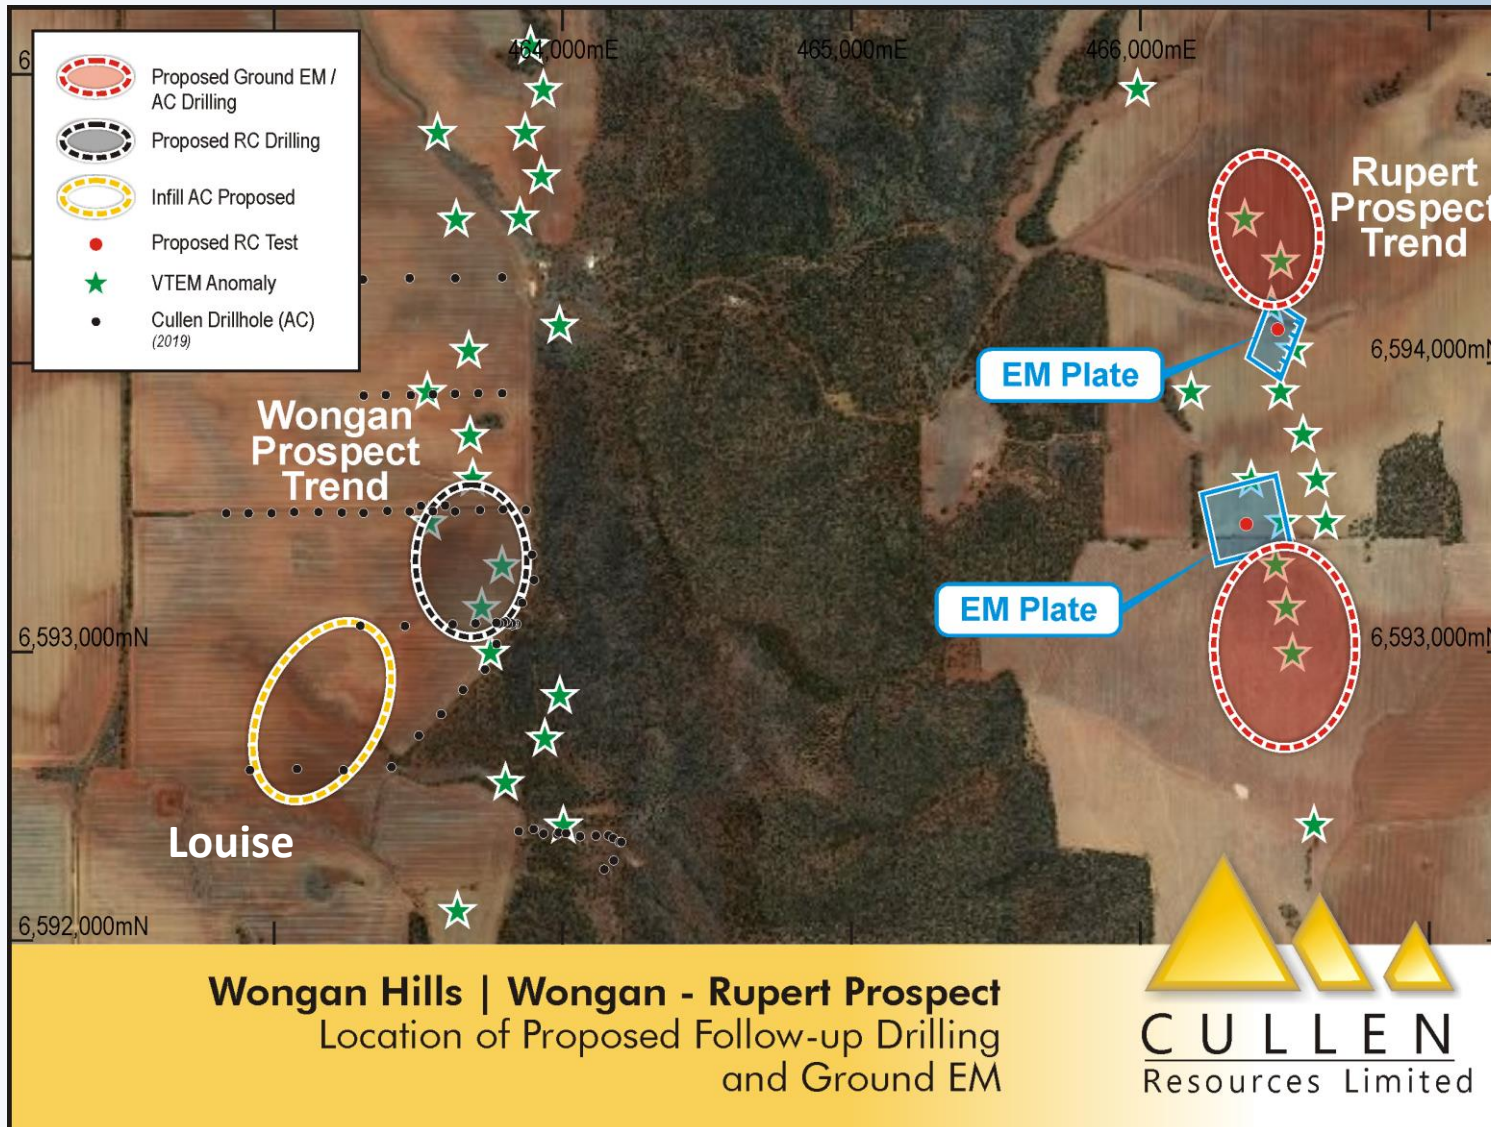 464,000mE
465,000mE
466,000mE
6
Proposed Ground EM /
AC Drilling
Proposed RC Drilling
Infill AC Proposed
Proposed RC Test
VTEM Anomaly
Cullen Drillhole (AC)
(2019)
Rupert
Prospect
Trend
6,594,000mN
EM Plate
Wongan
Prospect
Trend
EM Plate
6,593,000mN
6,593,000mN
Louise
6,592,000mN
Wongan Hills | Wongan - Rupert Prospect
Location of Proposed Follow-up Drilling
and Ground EM
CULLEN
Resources Limited